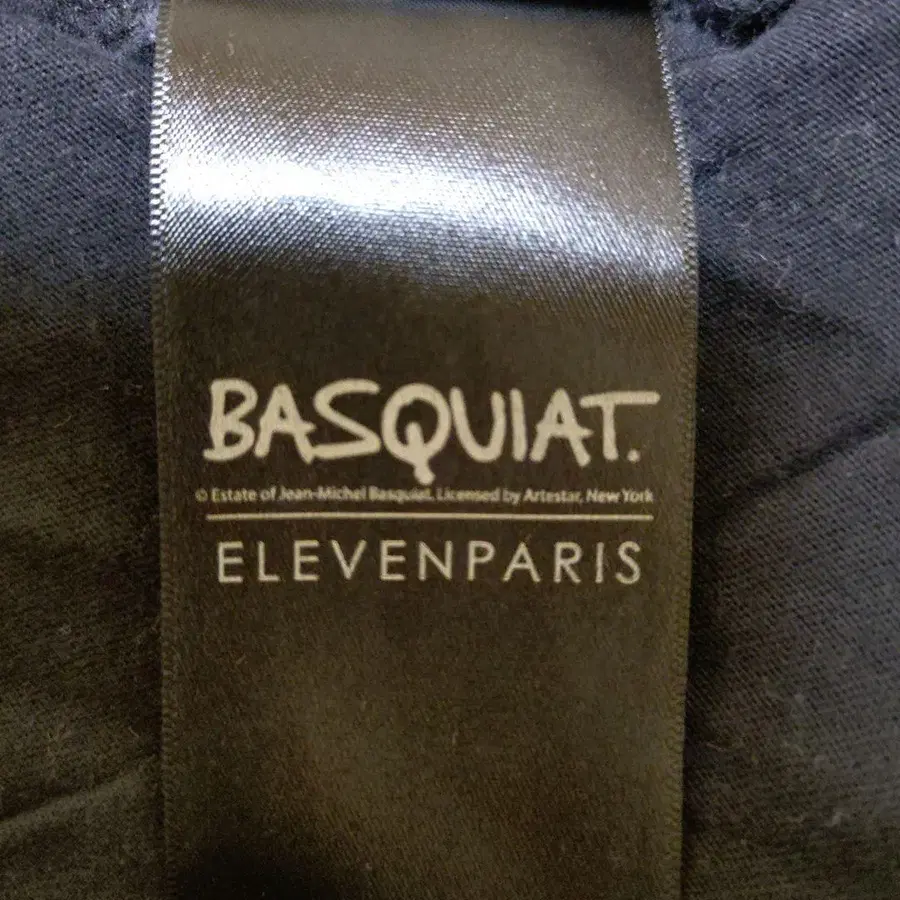 BASQUIAT.
© Estate of Jean-Michel Basquiat. Licensed by Artestar, New York
ELEVENPARIS